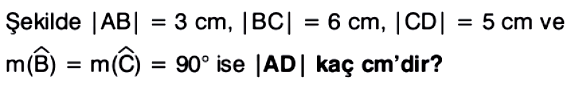 Şekilde |AB| = 3 cm, |BC| = 6 cm, |CD| = 5 cm ve
m(B̂) = m(Ĉ) = 90° ise |AD| kaç cm'dir?